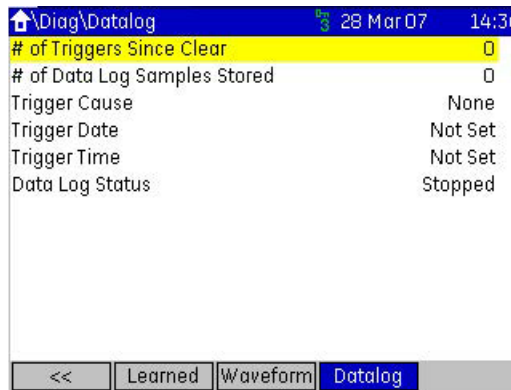 \Diag\Datalog 3 28 Mar 07 14:3
# of Triggers Since Clear 0
# of Data Log Samples Stored 0
Trigger Cause None
Trigger Date Not Set
Trigger Time Not Set
Data Log Status Stopped
<< Learned Waveform Datalog